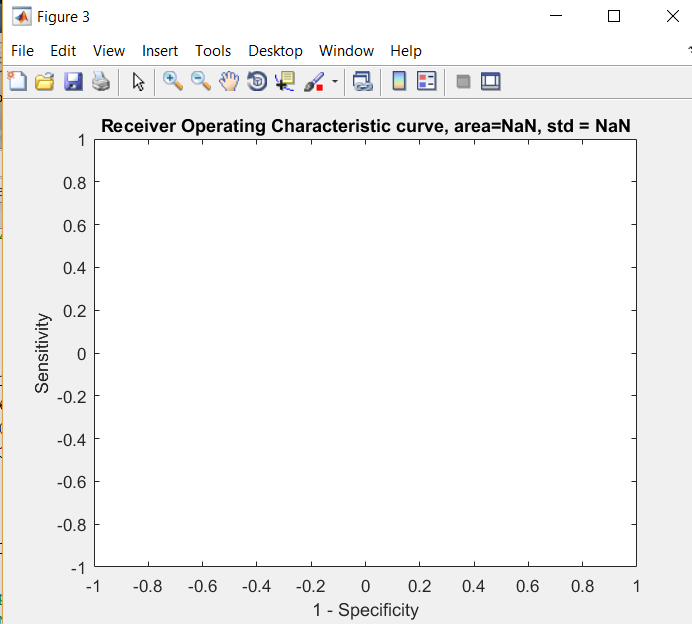 Figure 3
File Edit View Insert Tools Desktop Window Help
Receiver Operating Characteristic curve, area=NaN, std = NaN
1
0.8
0.6
0.4
0.2
0
-0.2
-0.4
-0.6
-0.8
-1
Sensitivity
-1 -0.8 -0.6 -0.4 -0.2 0 0.2 0.4 0.6 0.8 1
1 - Specificity